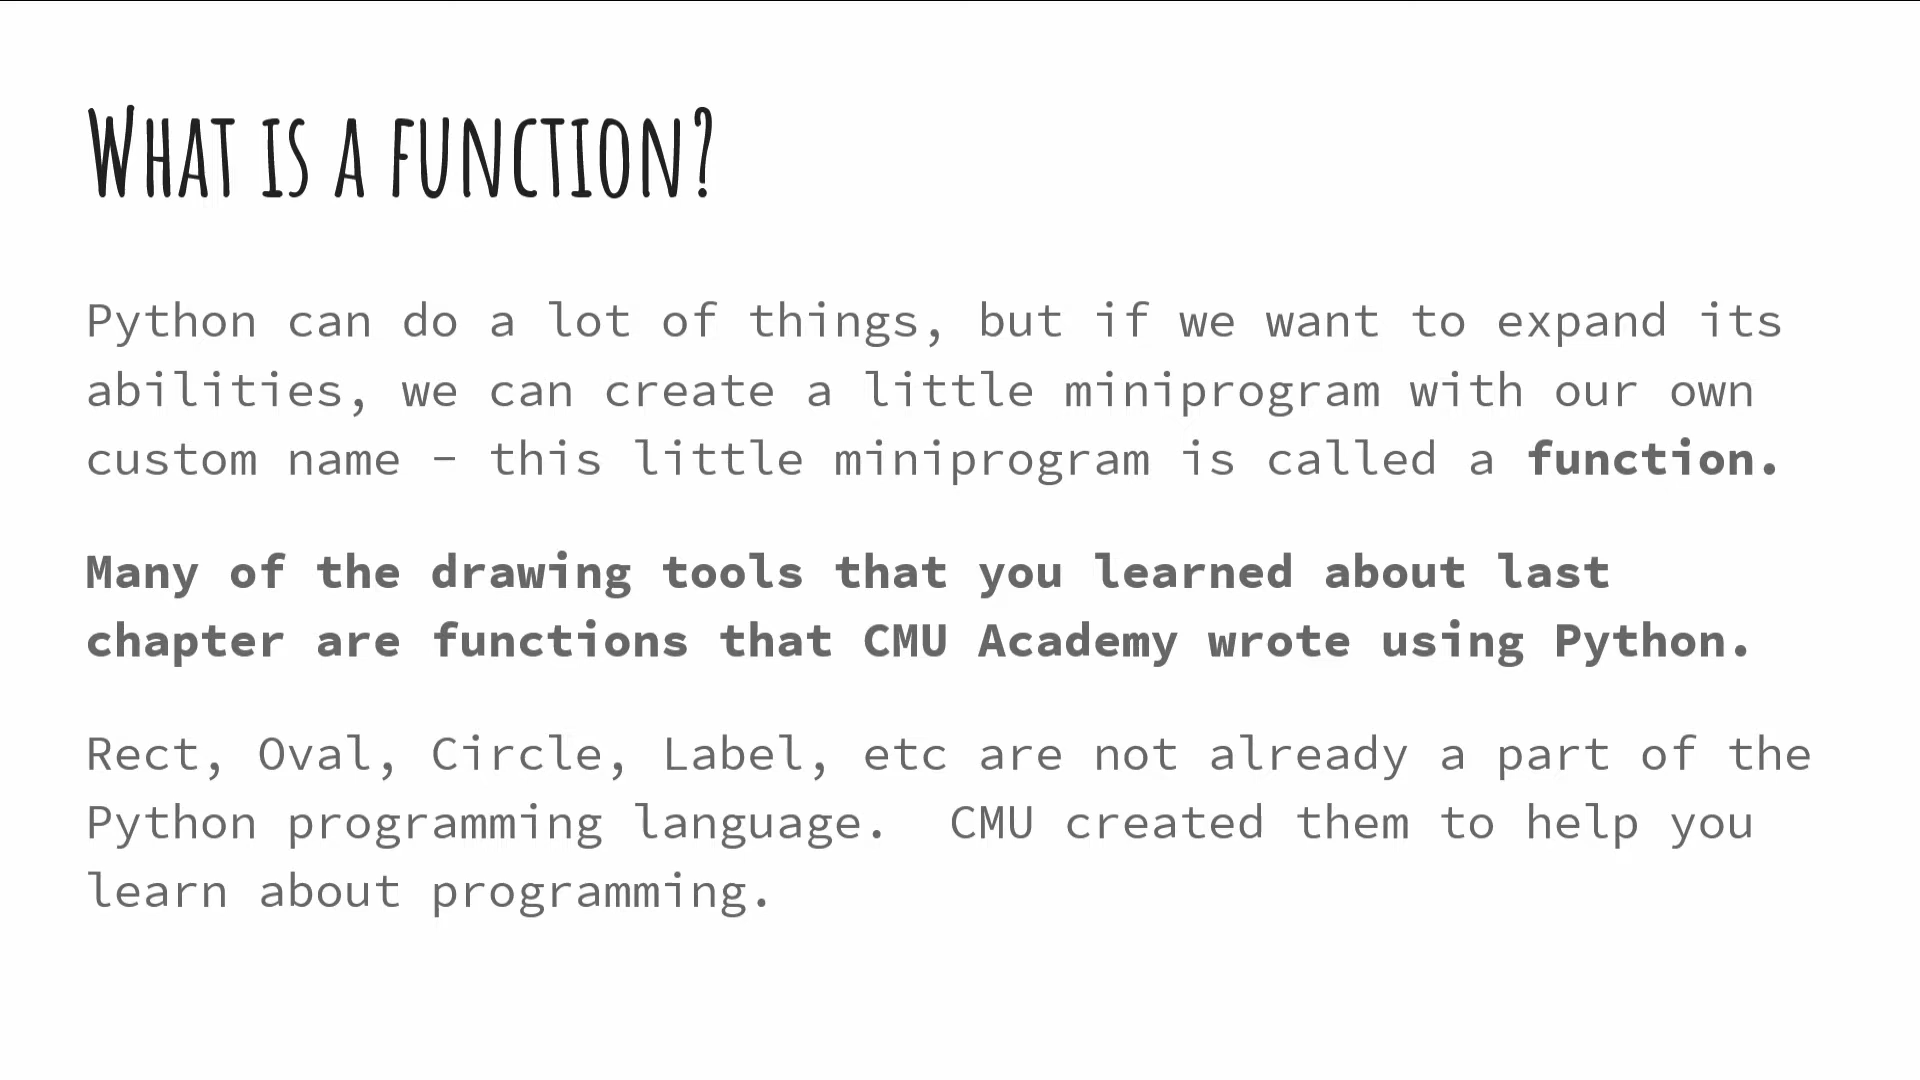 What is a function?
Python can do a lot of things, but if we want to expand its
abilities, we can create a little miniprogram with our own
custom name – this little miniprogram is called a function.
Many of the drawing tools that you learned about last
chapter are functions that CMU Academy wrote using Python.
Rect, Oval, Circle, Label, etc are not already a part of the
Python programming language.  CMU created them to help you
learn about programming.